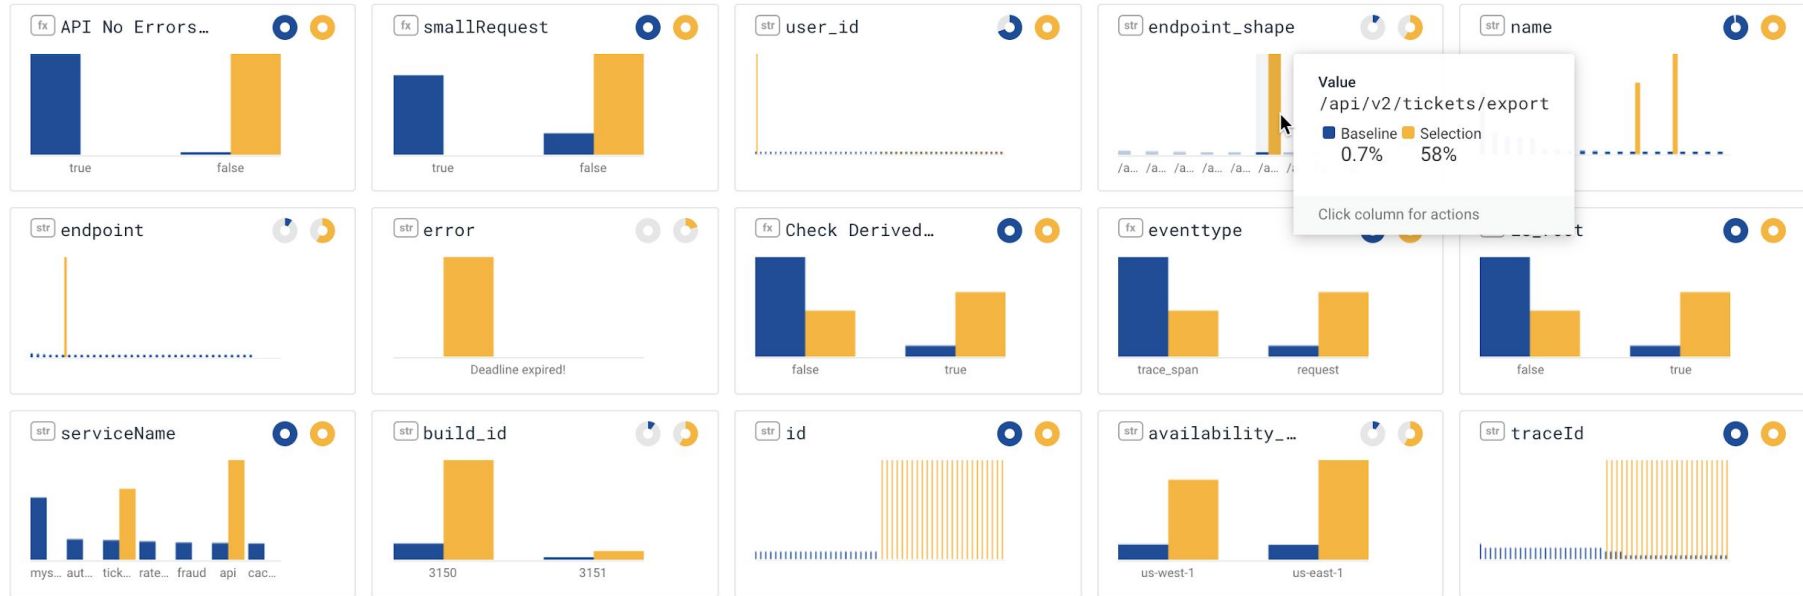 fx API No Errors…
true false
fx smallRequest
true false
str user_id
str endpoint_shape
/a… /a… /a… /a… /a… /a…
Value
/api/v2/tickets/export
Baseline Selection
0.7% 58%
Click column for actions
str name
str endpoint
str error
Deadline expired!
fx Check Derived…
false true
fx eventtype
trace_span request
false true
str serviceName
mys… aut… tick… rate… fraud api cac…
str build_id
3150 3151
str id
str availability_…
us-west-1 us-east-1
str traceId